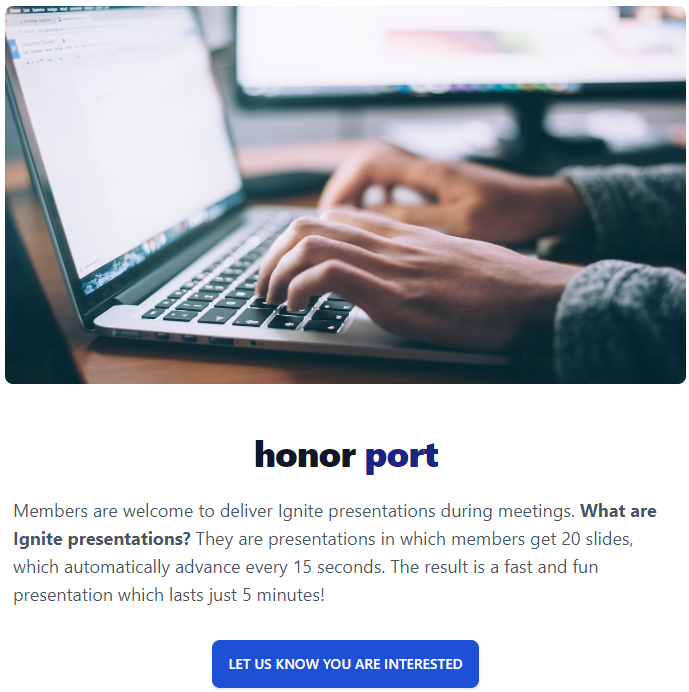 honor port
Members are welcome to deliver Ignite presentations during meetings. What are
Ignite presentations? They are presentations in which members get 20 slides,
which automatically advance every 15 seconds. The result is a fast and fun
presentation which lasts just 5 minutes!
LET US KNOW YOU ARE INTERESTED